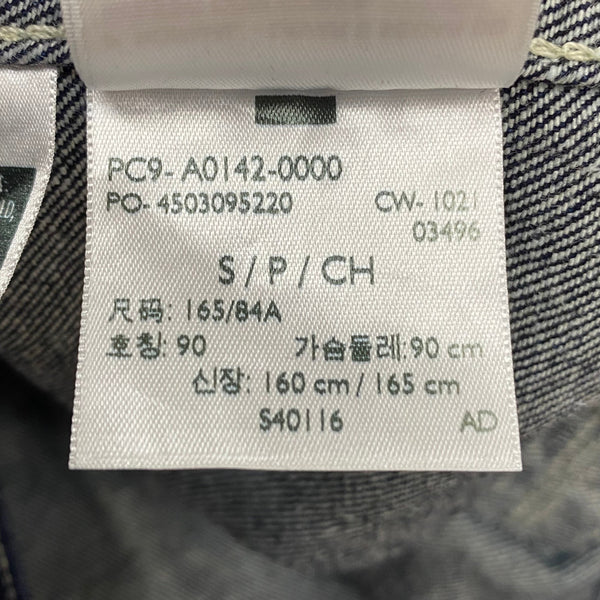 PC9- A0142-0000
PO- 4503095220 CW- 1021
03496
S / P / CH
尺码: 165/84A
호칭: 90 가슴둘레: 90 cm
신장: 160 cm / 165 cm
S40116 AD